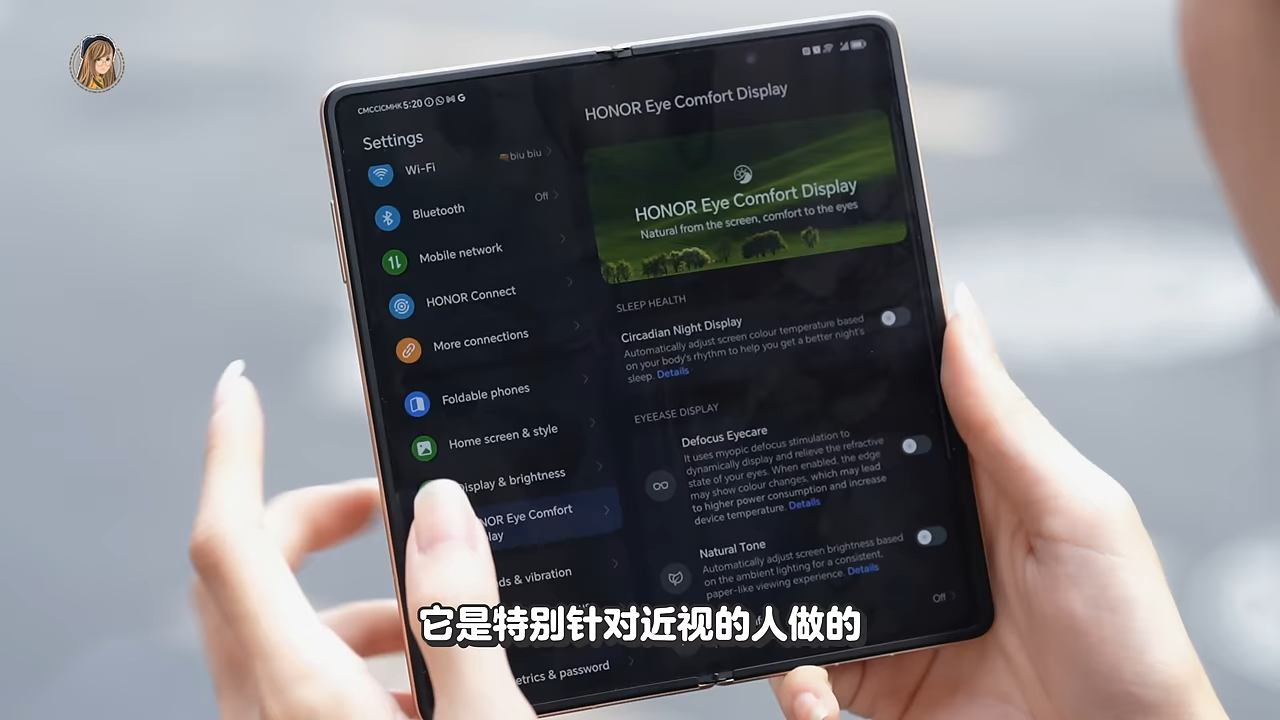 CMCC|CMHK 5:20
Settings
Wi-Fi
biu biu
Bluetooth
Off
Mobile network
HONOR Connect
More connections
Foldable phones
Home screen & style
Display & brightness
NOR Eye Comfort
lay
ds & vibration
etrics & password
HONOR Eye Comfort Display
HONOR Eye Comfort Display
Natural from the screen, comfort to the eyes
SLEEP HEALTH
Circadian Night Display
Automatically adjust screen colour temperature based
on your body's rhythm to help you get a better night's
sleep. Details
EYEEASE DISPLAY
Defocus Eyecare
It uses myopic defocus stimulation to
dynamically display and relieve the refractive
state of your eyes. When enabled, the edge
may show colour changes, which may lead
to higher power consumption and increase
device temperature. Details
Natural Tone
Automatically adjust screen brightness based
on the ambient lighting for a consistent,
paper-like viewing experience. Details
Off
它是特别针对近视的人做的